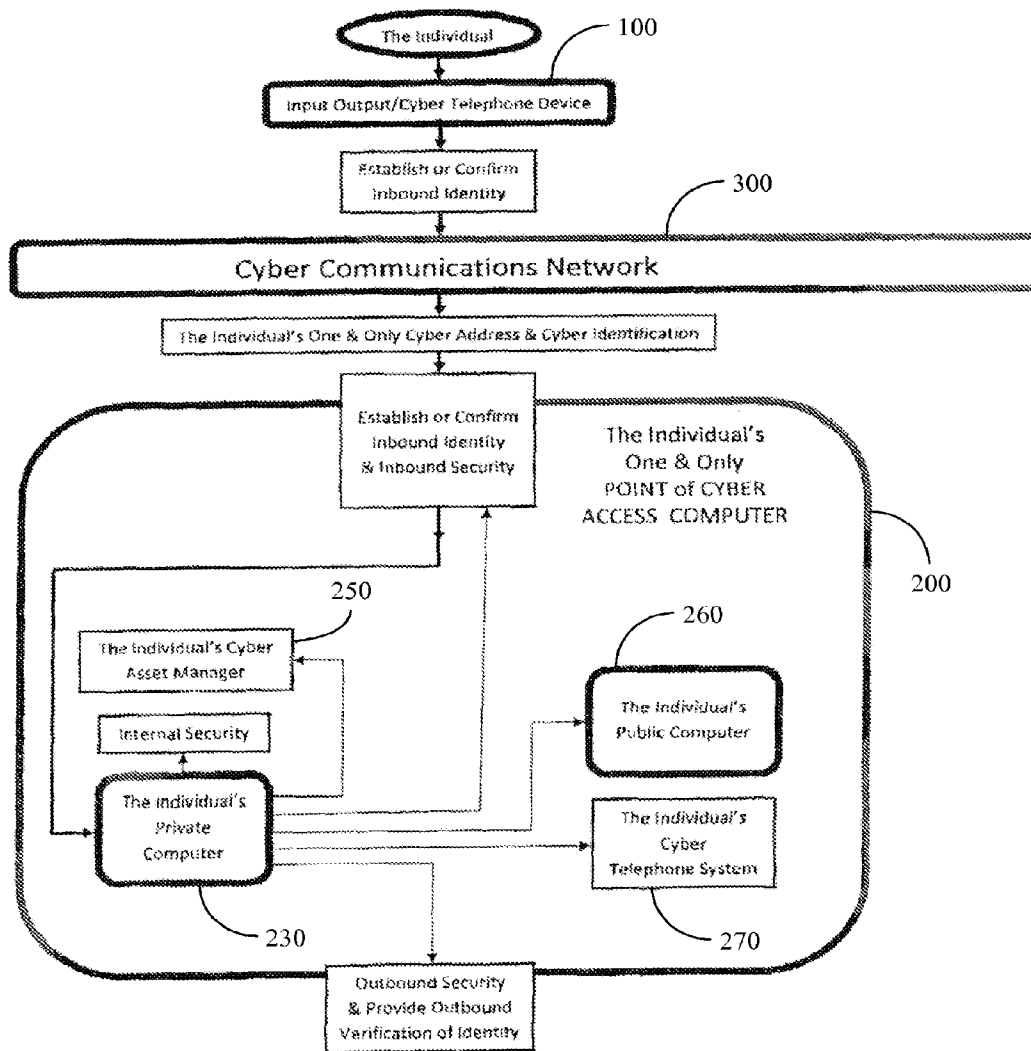 The Individual
100
Input Output/Cyber Telephone Device
Establish or Confirm
Inbound Identity
300
Cyber Communications Network
The Individual's One & Only Cyber Address & Cyber Identification
Establish or Confirm
Inbound Identity
& Inbound Security
The Individual's
One & Only
POINT of CYBER
ACCESS COMPUTER
200
250
The Individual's Cyber
Asset Manager
260
The Individual's
Public Computer
Internal Security
The Individual's
Private
Computer
230
The Individual's
Cyber
Telephone System
270
Outbound Security
& Provide Outbound
Verification of Identity